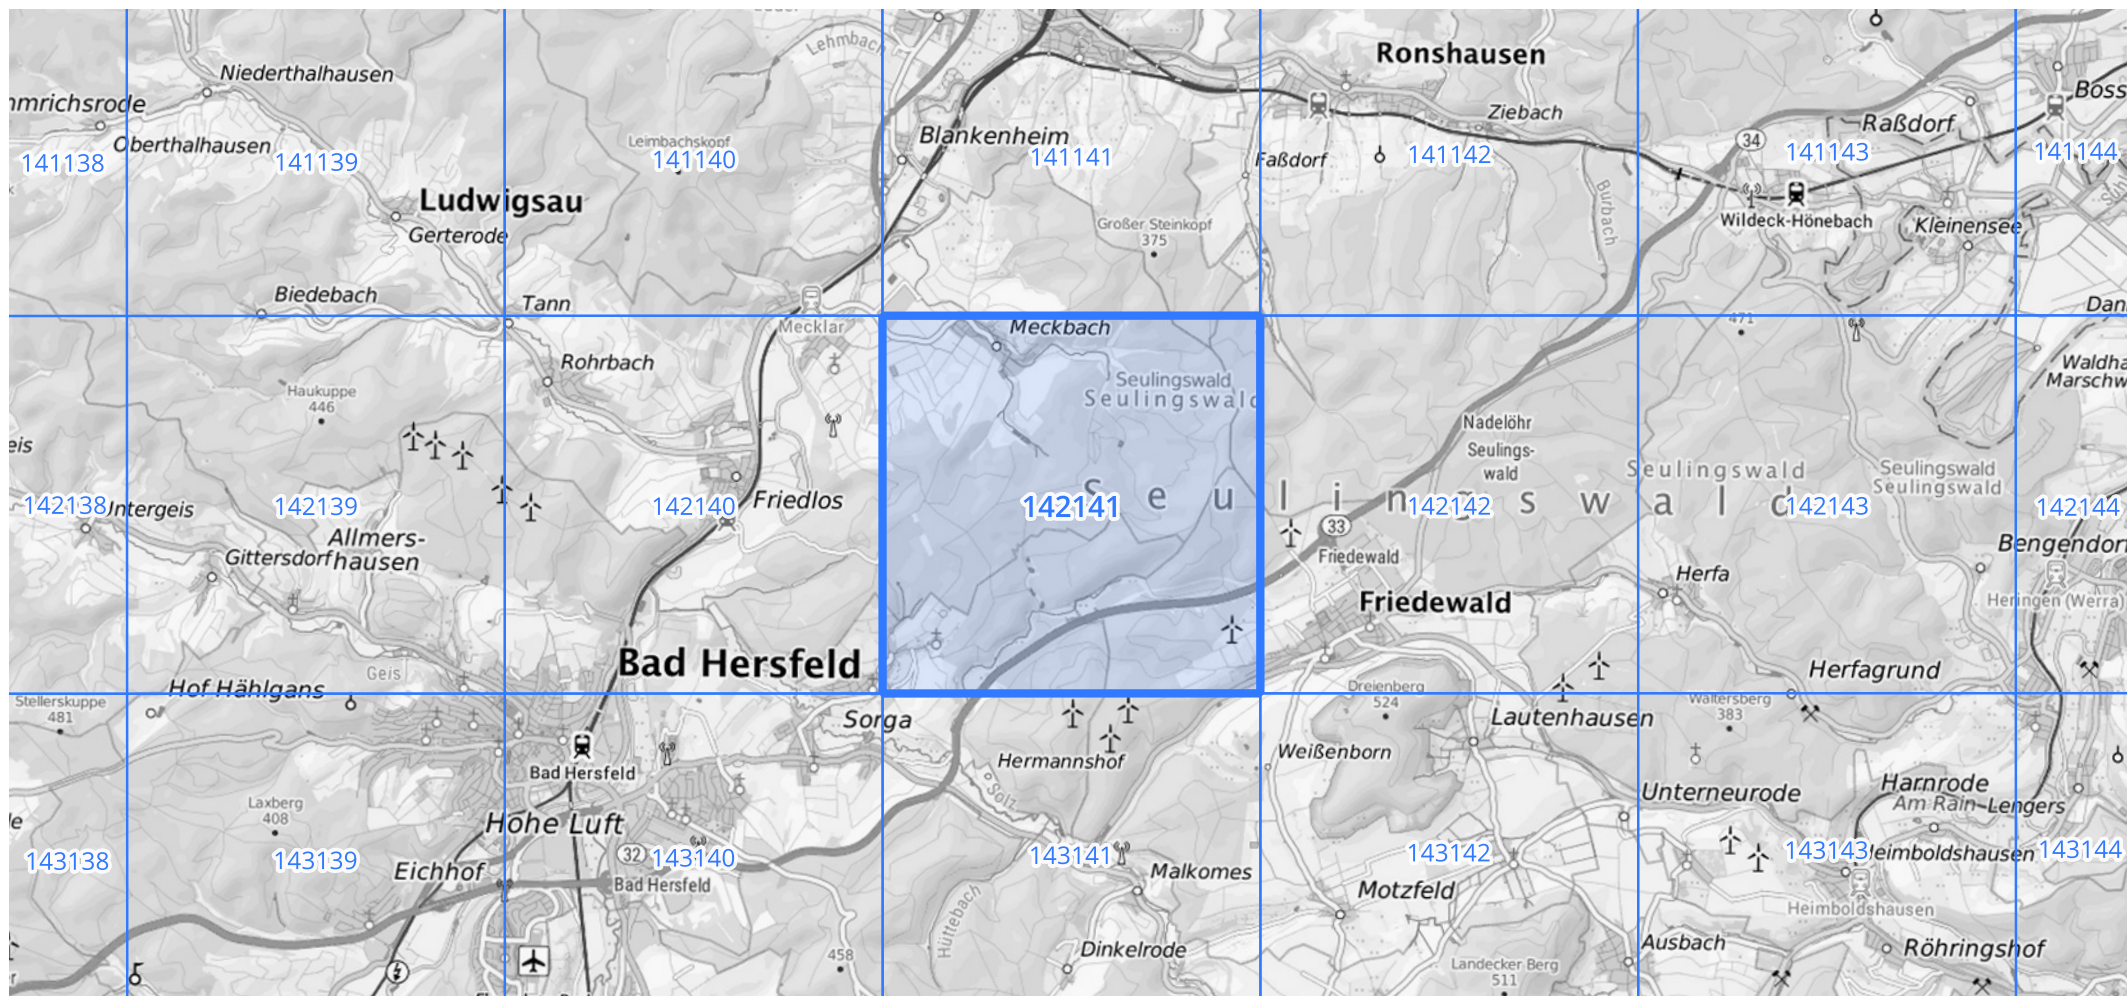 Lehmbach
Ronshausen
Niederthalhausen
Boss
mmrichsrode
Ziebach
Raßdorf
Oberthalhausen
Leimbachskopf
Blankenheim
34
141138
141139
141140
141141
Faßdorf
141142
141143
141144
Ludwigsau
Burbach
Großer Steinkopf
375
Wildeck-Hönebach
Kleinensee
Gerterode
Biedebach
Tann
Dan
Mecklar
Meckbach
471
Rohrbach
Waldha
Marschw
Haukuppe
446
Seulingswald
Seulingswald
Nadelöhr
Seulings-
wald
eis
Seulingswald
Seulingswald
Seulingswald
142138
Untergeis
142139
142140
Friedlos
142141
Seulingswald
142142
142143
142144
33
Allmers-
hausen
Gittersdorf
Friedewald
Bengendorf
Herfa
Friedewald
Heringen (Werra)
Bad Hersfeld
Geis
Herfagrund
Hof Hählgans
Stellerskuppe
481
Dreienberg
524
Waltersberg
383
Sorga
Lautenhausen
Hermannshof
Weißenborn
Bad Hersfeld
Solz
Harnrode
Unterneurode
Am Rain-Lengers
Laxberg
408
Hohe Luft
le
143138
143139
32
143140
143141
143142
143143
Heimboldshausen
143144
Eichhof
Bad Hersfeld
Malkomes
Motzfeld
Heimboldshausen
Hüttebach
Dinkelrode
Ausbach
Röhringshof
458
Landecker Berg
511